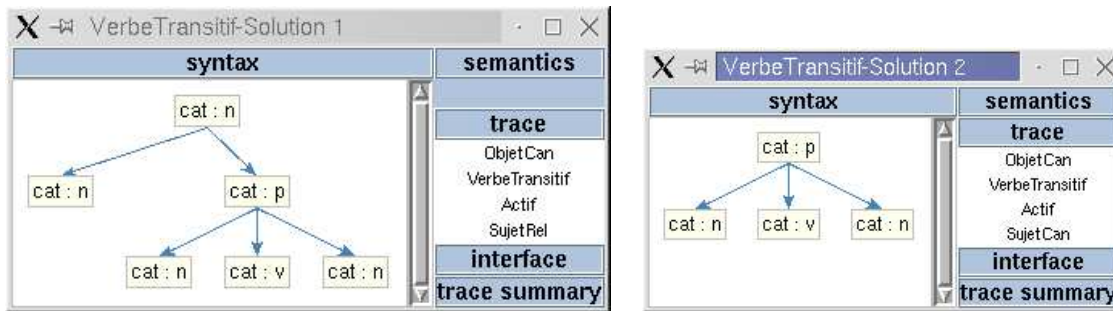 VerbeTransitif-Solution 1
syntax
semantics
cat : n
cat : n
cat : p
cat : n
cat : v
cat : n
trace
ObjetCan
VerbeTransitif
Actif
SujetRel
interface
trace summary
VerbeTransitif-Solution 2
syntax
semantics
cat : p
cat : n
cat : v
cat : n
trace
ObjetCan
VerbeTransitif
Actif
SujetCan
interface
trace summary